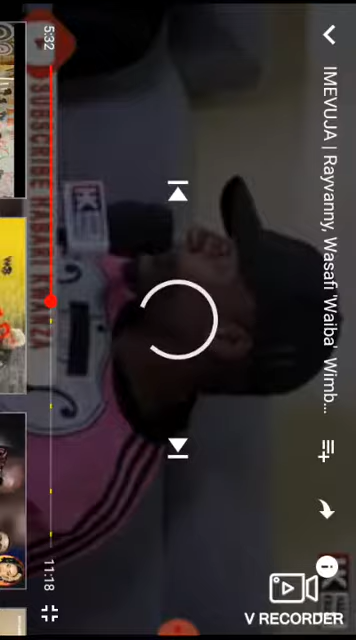 IMEVUJA | Rayvanny, Wasafi 'Waiba' Wimb...
5:32
11:18
SUBSCRIBE HABARI KWANZA
V RECORDER